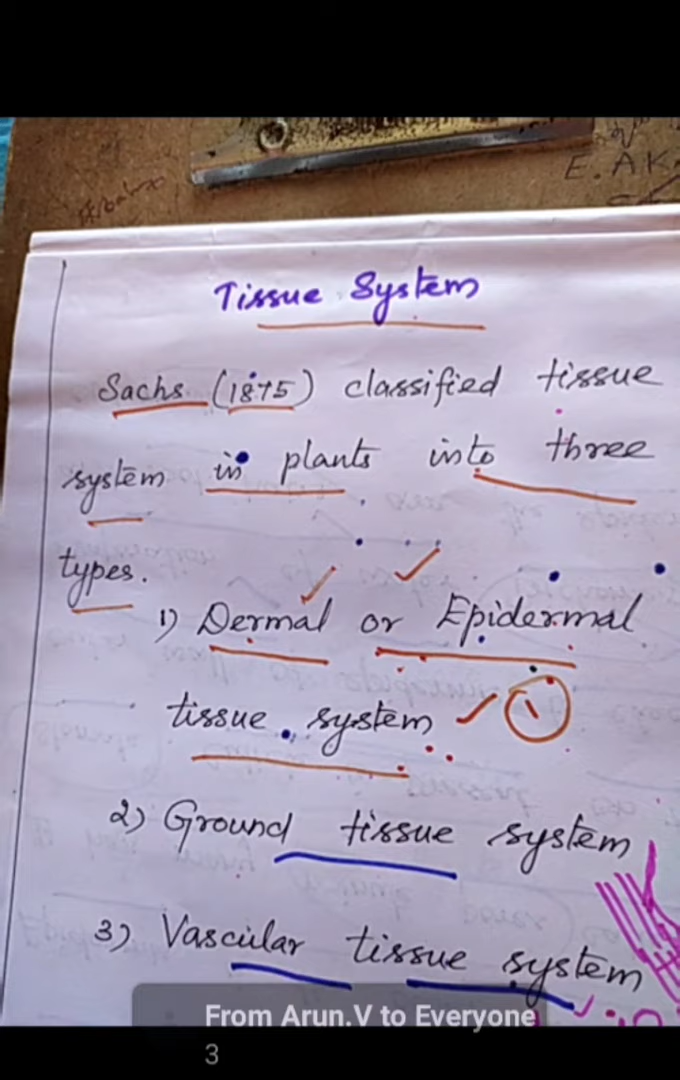 E. AK
Tissue System
Sachs (1875) classified tissue
system in plants into three
types.
1) Dermal or Epidermal
tissue system 1
2) Ground tissue system
3) Vascular tissue system
From Arun.V to Everyone
3